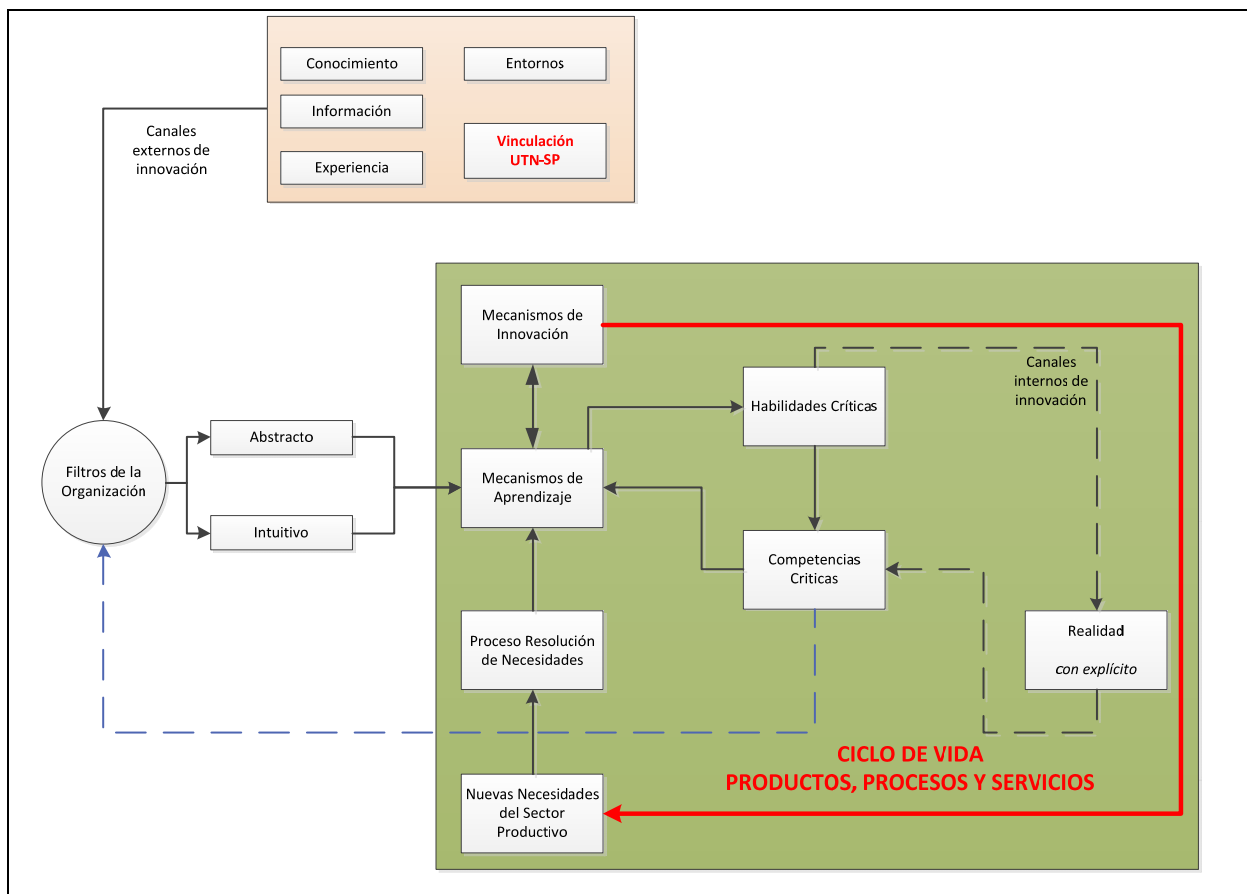 Conocimiento
Entornos
Información
Vinculación
UTN-SP
Experiencia
Canales
externos de
innovación
Mecanismos de
Innovación
Canales
internos de
innovación
Habilidades Críticas
Abstracto
Filtros de la
Organización
Mecanismos de
Aprendizaje
Intuitivo
Competencias
Criticas
Proceso Resolución
de Necesidades
Realidad
con explícito
CICLO DE VIDA
PRODUCTOS, PROCESOS Y SERVICIOS
Nuevas Necesidades
del Sector
Productivo